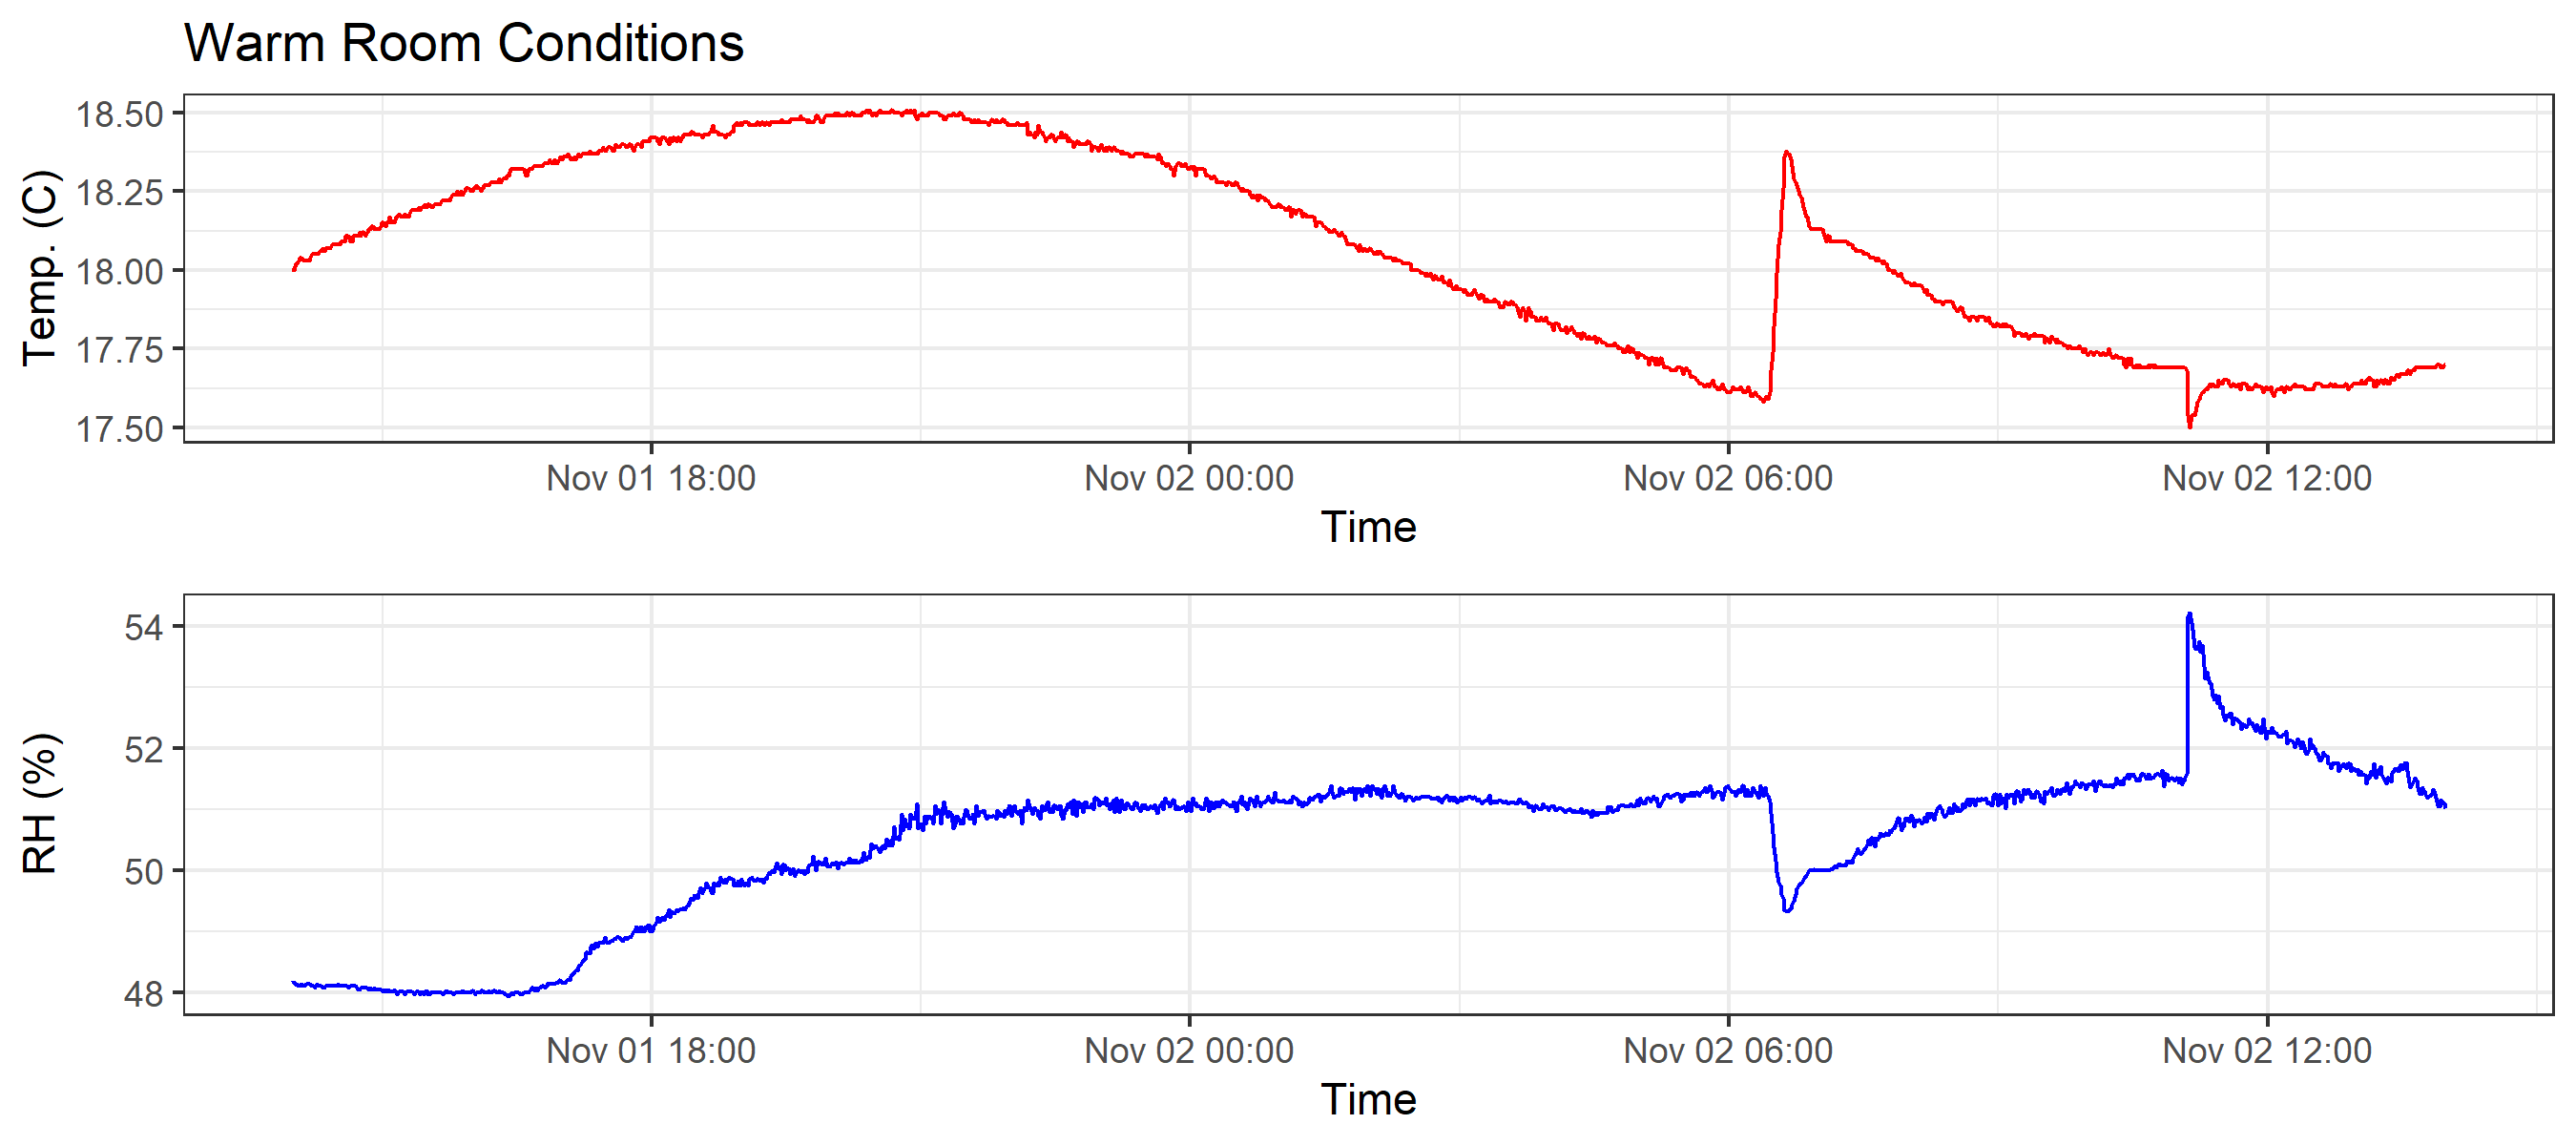 Warm Room Conditions
Temp. (C)
18.50
18.25
18.00
17.75
17.50
Nov 01 18:00 Nov 02 00:00 Nov 02 06:00 Nov 02 12:00
Time
RH (%)
54
52
50
48
Nov 01 18:00 Nov 02 00:00 Nov 02 06:00 Nov 02 12:00
Time